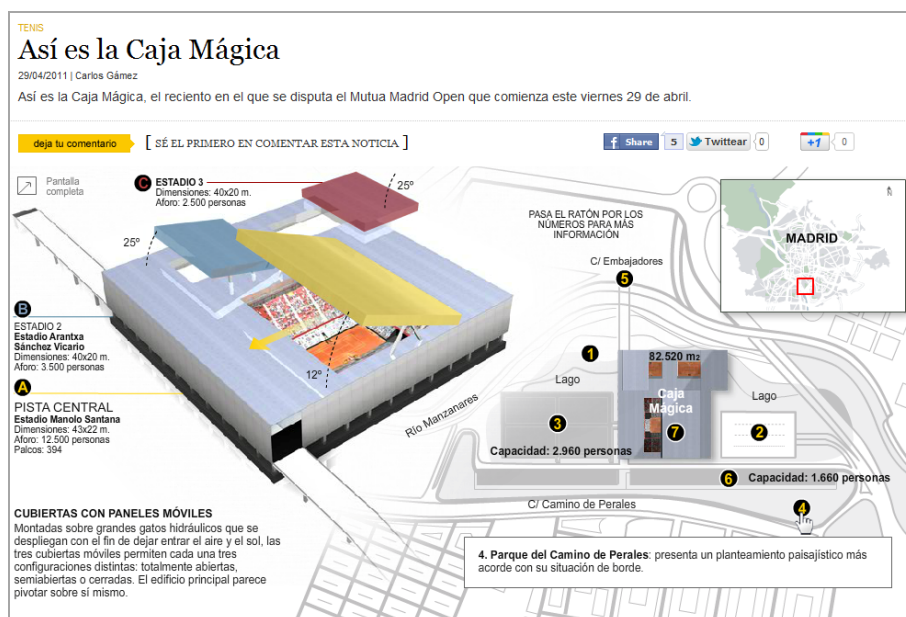 TENIS
Así es la Caja Mágica
29/04/2011 | Carlos Gámez
Así es la Caja Mágica, el reciento en el que se disputa el Mutua Madrid Open que comienza este viernes 29 de abril.
deja tu comentario
[ SÉ EL PRIMERO EN COMENTAR ESTA NOTICIA ]
f Share 5
Twittear 0
+1 0
Pantalla
completa
C ESTADIO 3
Dimensiones: 40x20 m.
Aforo: 2.500 personas
25º
25º
12º
B
ESTADIO 2
Estadio Arantxa
Sánchez Vicario
Dimensiones: 40x20 m.
Aforo: 3.500 personas
A
PISTA CENTRAL
Estadio Manolo Santana
Dimensiones: 43x22 m.
Aforo: 12.500 personas
Palcos: 394
PASA EL RATÓN POR LOS
NÚMEROS PARA MÁS
INFORMACIÓN
MADRID
N
C/ Embajadores
5
1
82.520 m2
Lago
Caja
Mágica
Lago
3
7
2
Río Manzanares
Capacidad: 2.960 personas
6
Capacidad: 1.660 personas
C/ Camino de Perales
4
CUBIERTAS CON PANELES MÓVILES
Montadas sobre grandes gatos hidráulicos que se
despliegan con el fin de dejar entrar el aire y el sol, las
tres cubiertas móviles permiten cada una tres
configuraciones distintas: totalmente abiertas,
semiabiertas o cerradas. El edificio principal parece
pivotar sobre sí mismo.
4. Parque del Camino de Perales: presenta un planteamiento paisajístico más
acorde con su situación de borde.